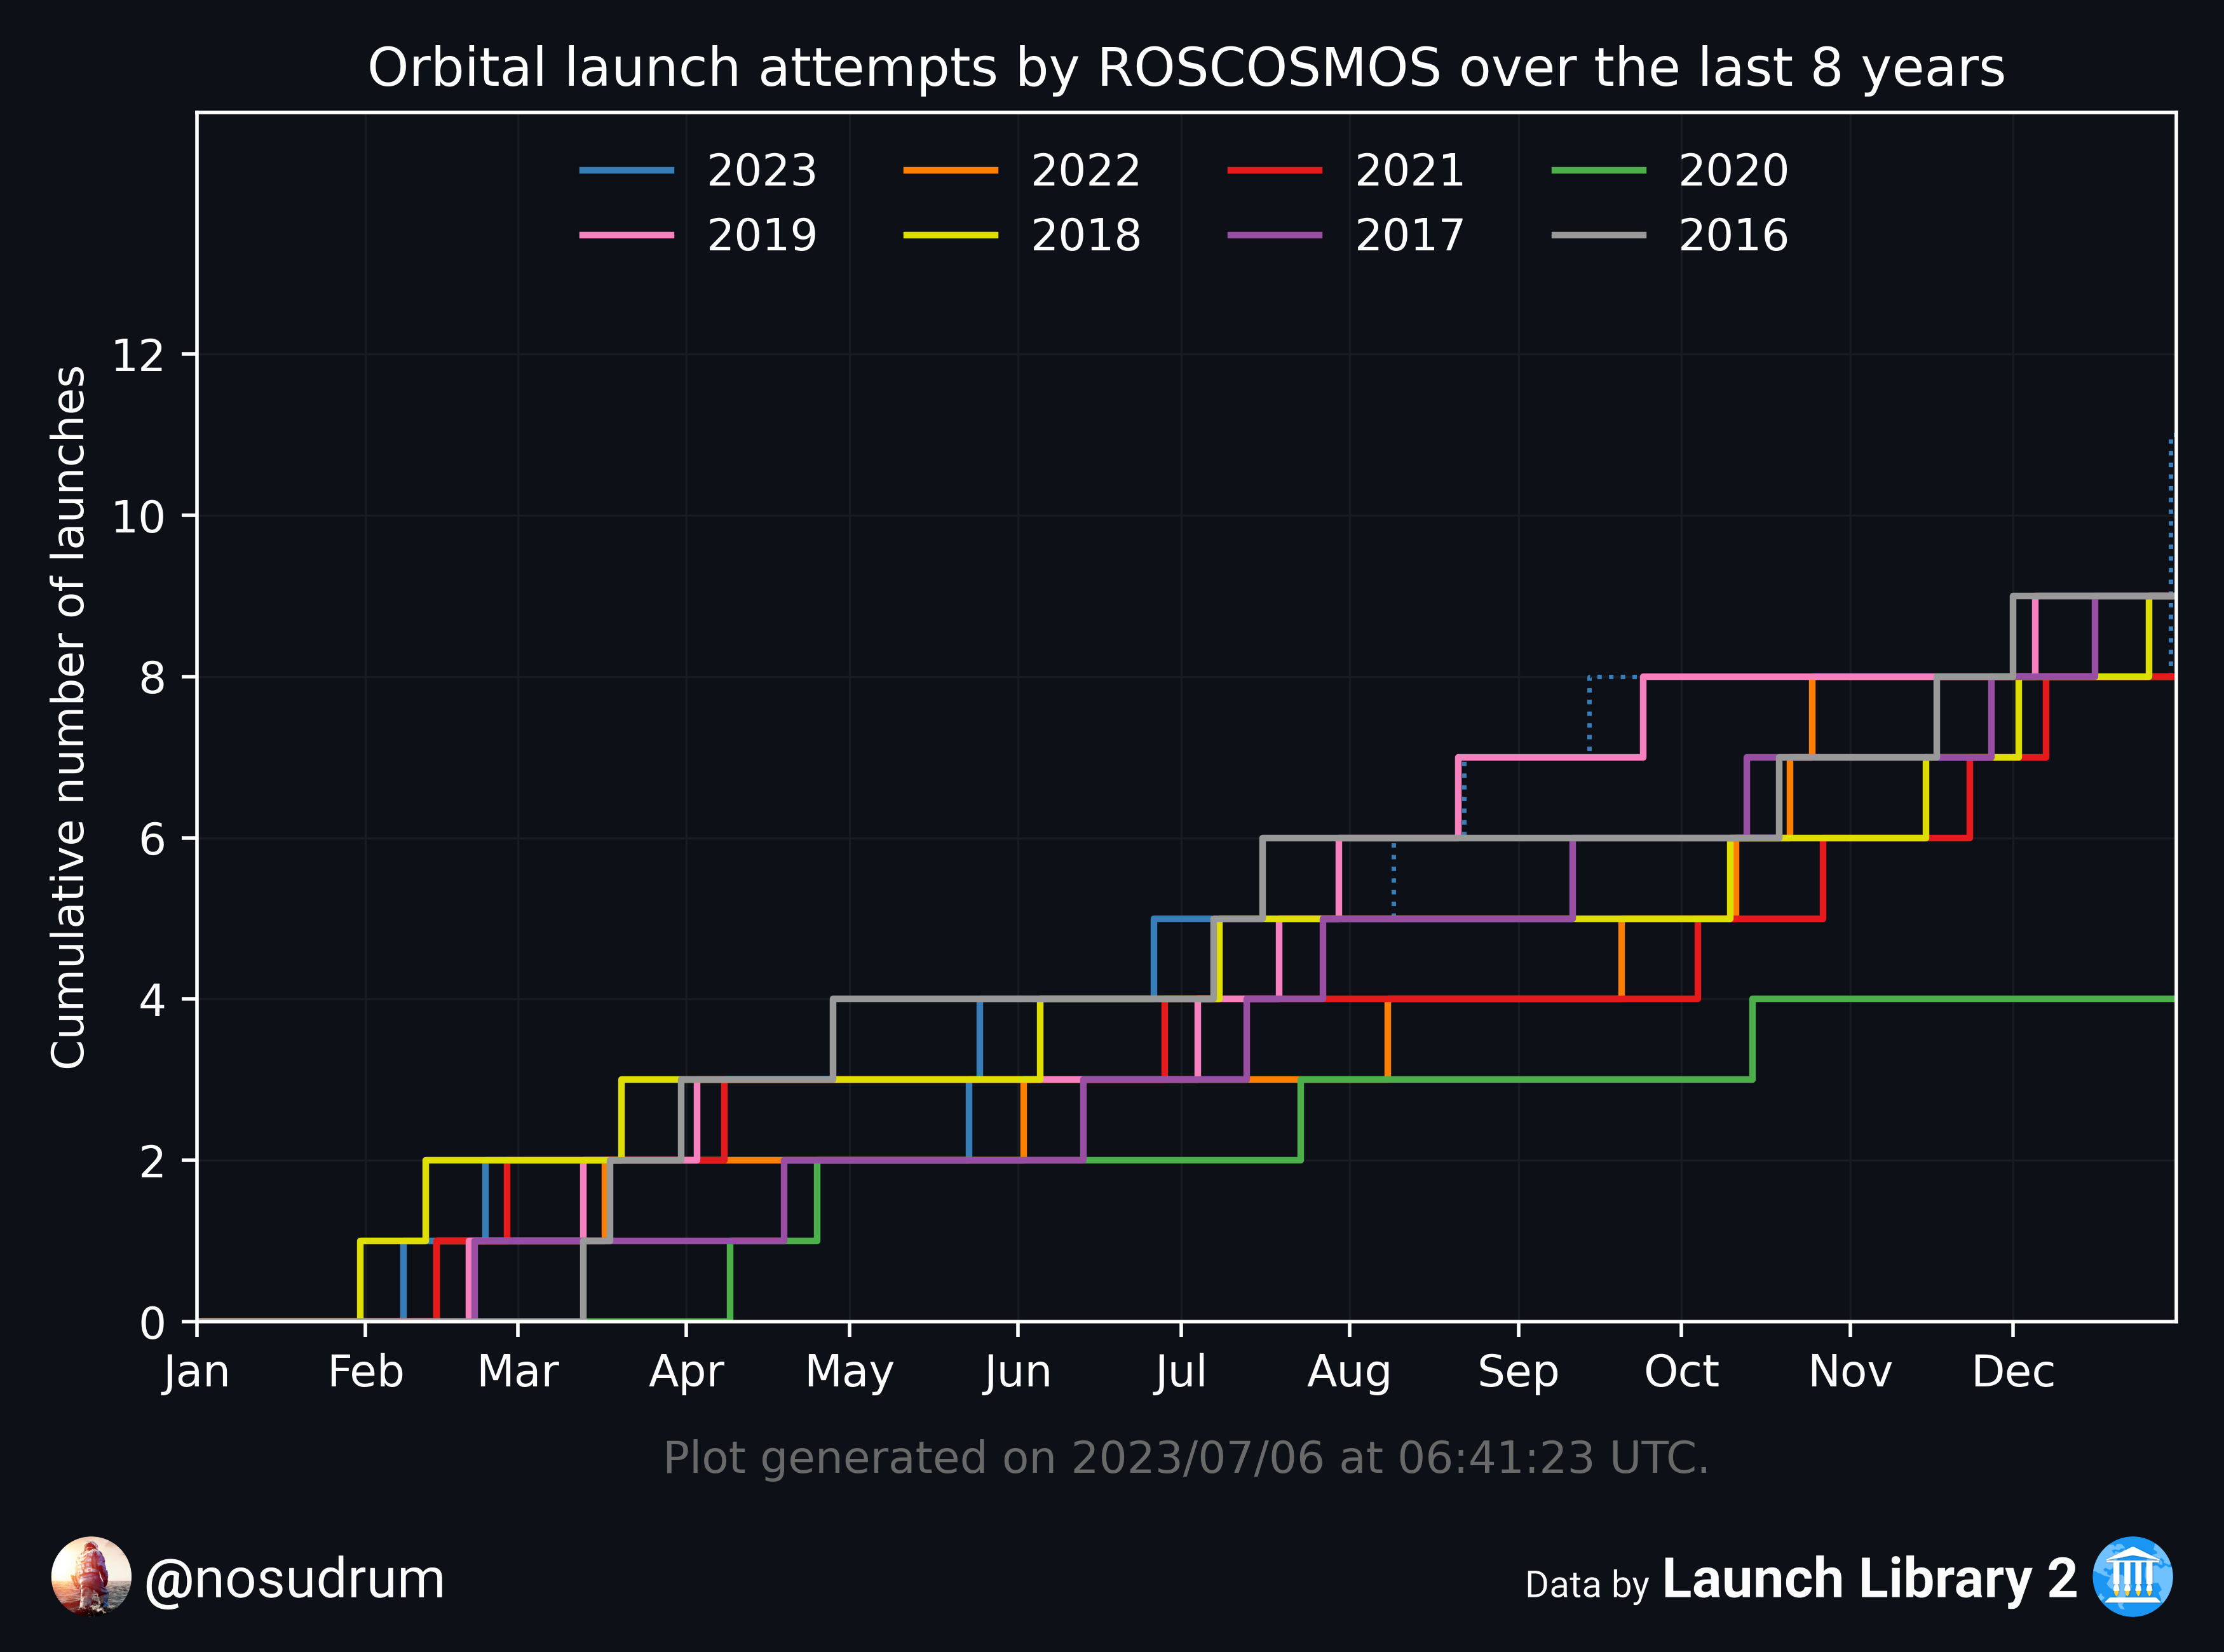 Orbital launch attempts by ROSCOSMOS over the last 8 years
2023 2022 2021 2020
2019 2018 2017 2016
Cumulative number of launches
12
10
8
6
4
2
0
Jan Feb Mar Apr May Jun Jul Aug Sep Oct Nov Dec
Plot generated on 2023/07/06 at 06:41:23 UTC.
@nosudrum
Data by Launch Library 2